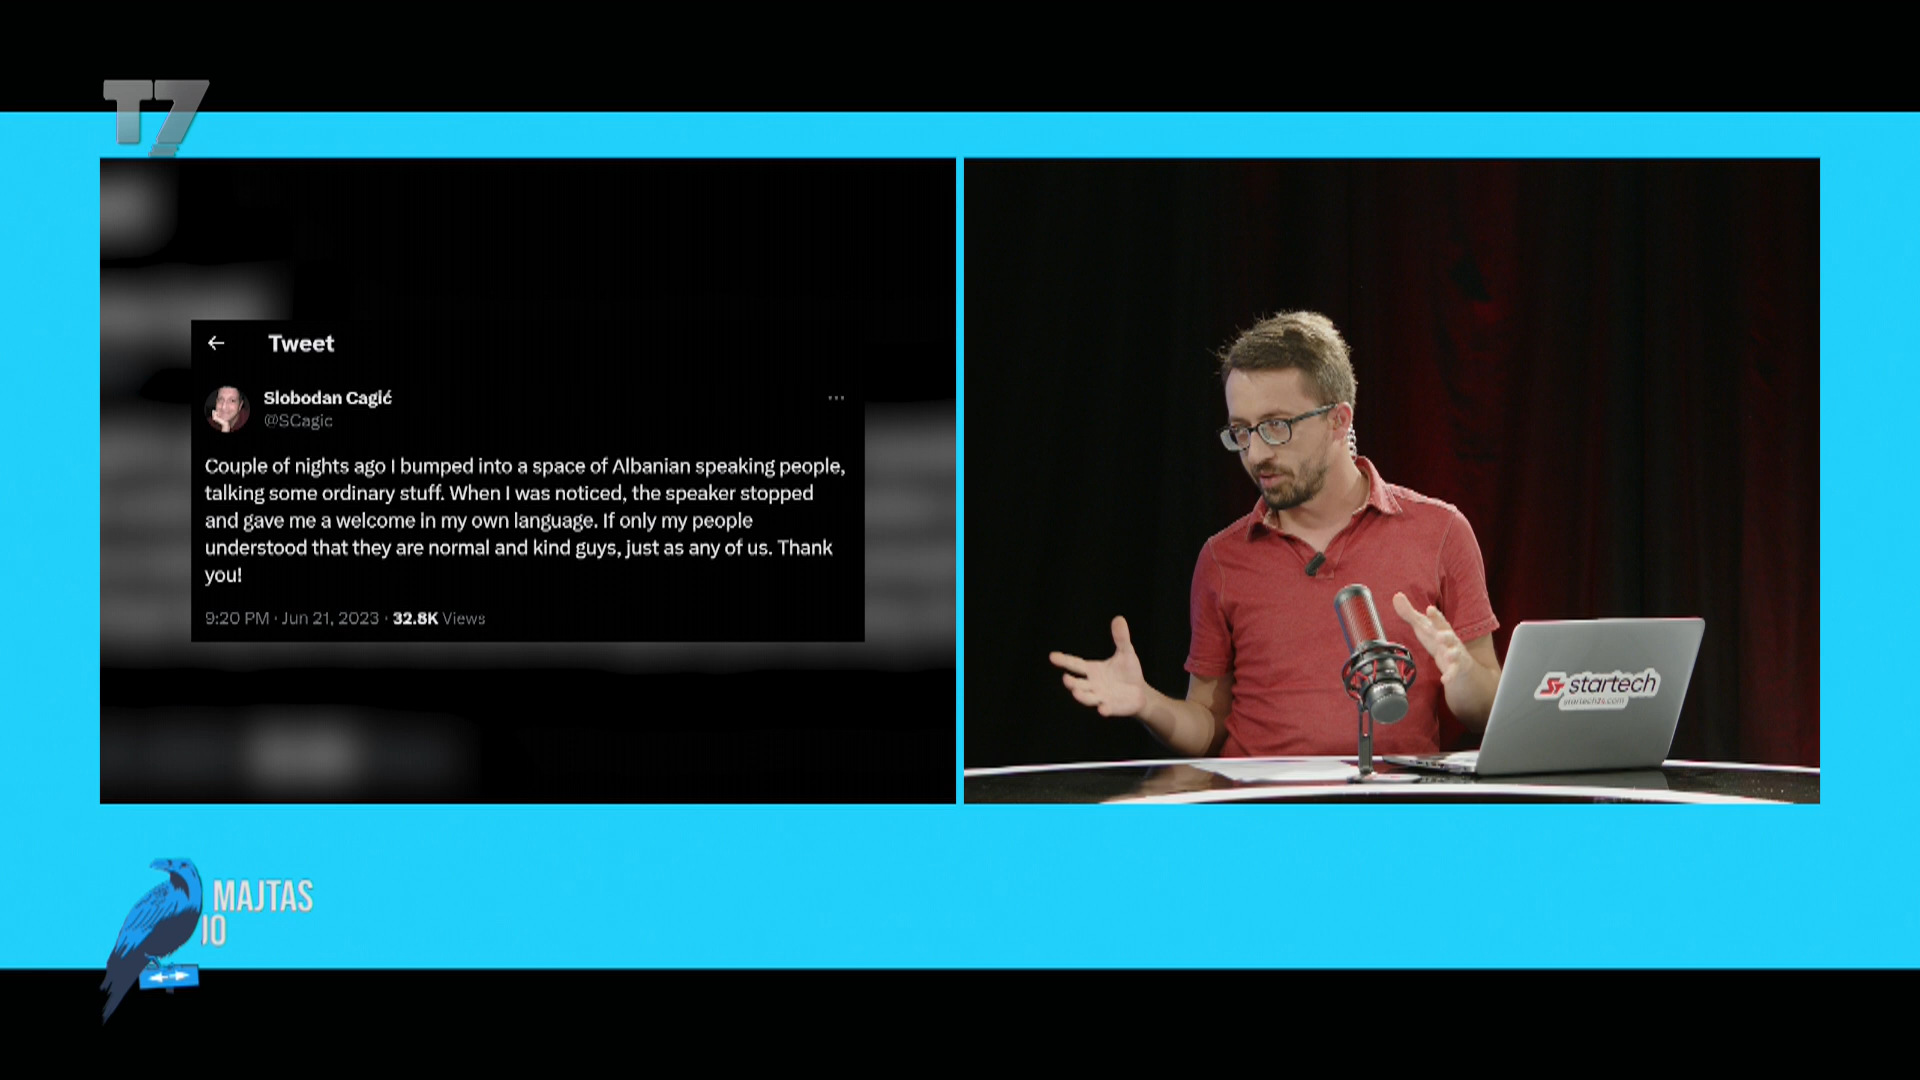 T7
Tweet
Slobodan Cagić
@SCagic
Couple of nights ago I bumped into a space of Albanian speaking people,
talking some ordinary stuff. When I was noticed, the speaker stopped
and gave me a welcome in my own language. If only my people
understood that they are normal and kind guys, just as any of us. Thank
you!
9:20 PM · Jun 21, 2023 · 32.8K Views
startech
MAJTAS
JO